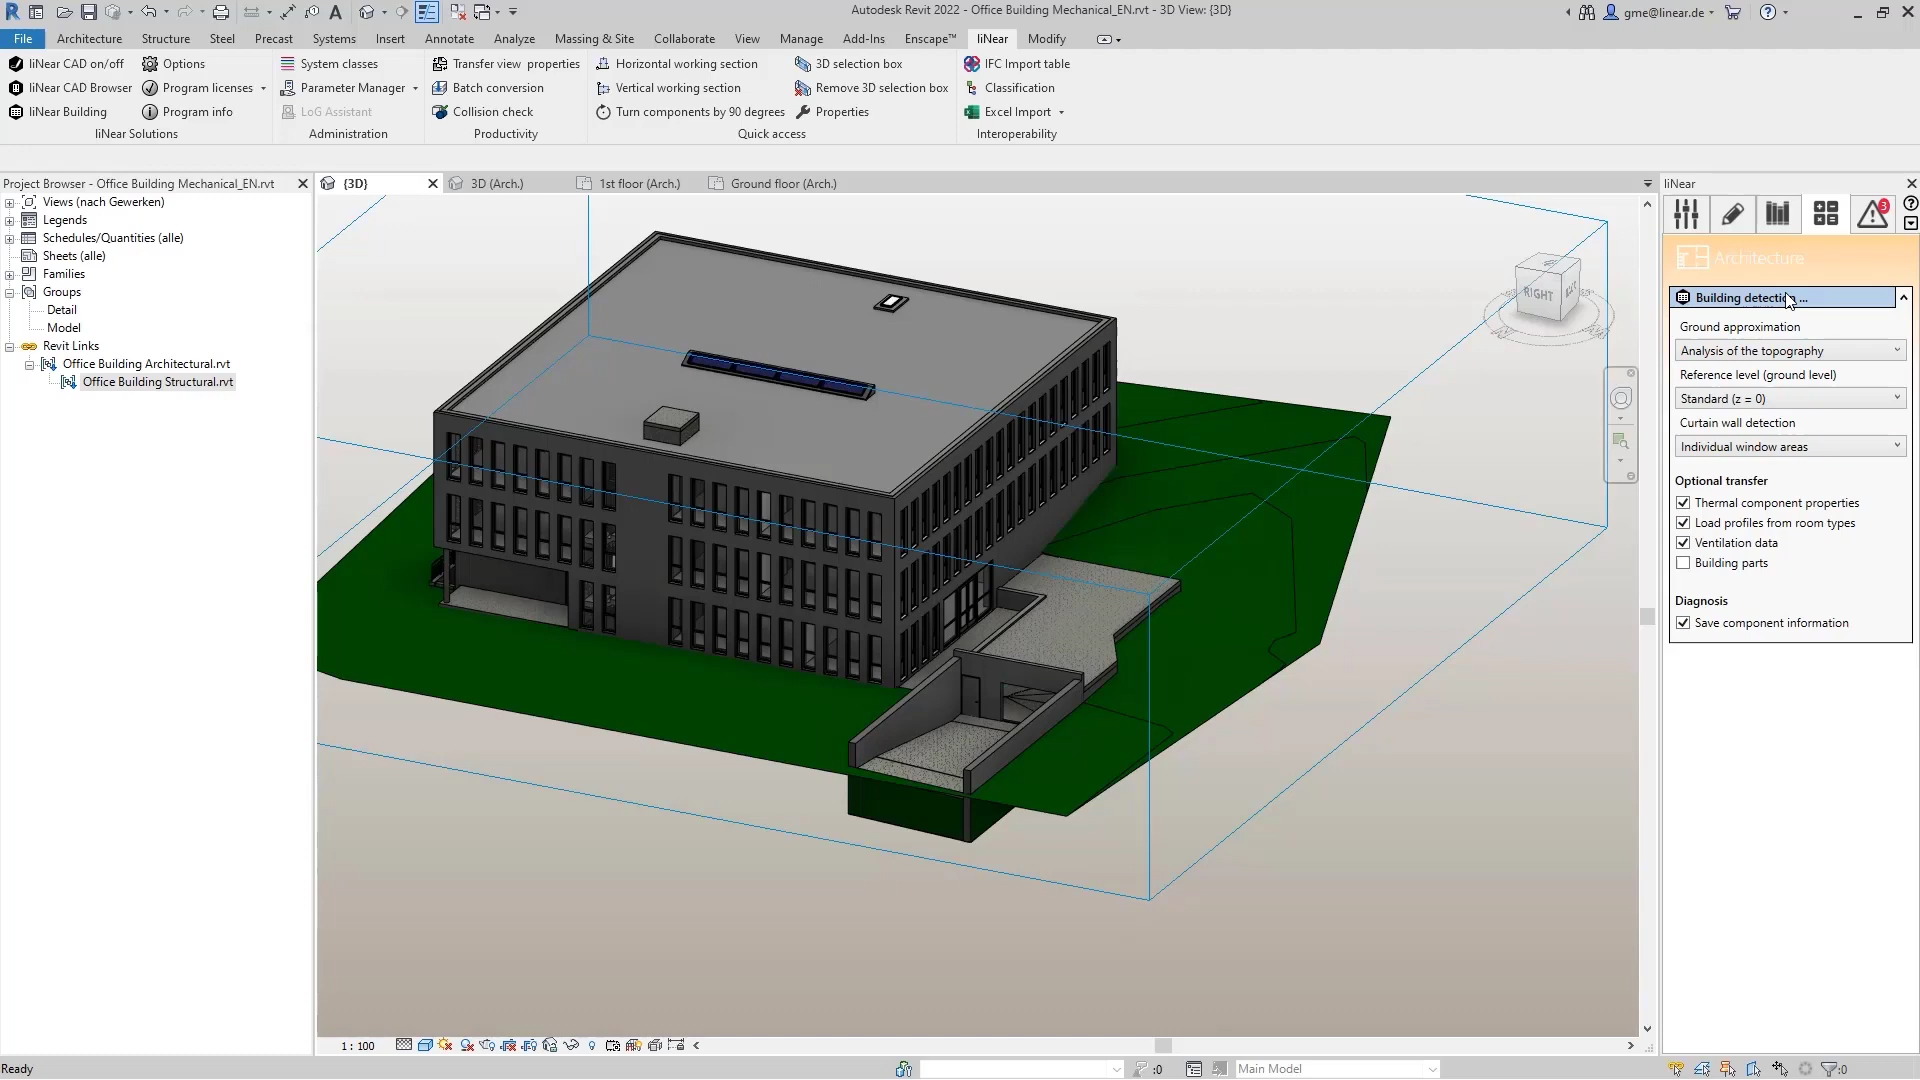 Autodesk Revit 2022 - Office Building Mechanical_EN.rvt - 3D View: {3D}
gme@linear.de
File
Architecture
Structure
Steel
Precast
Systems
Insert
Annotate
Analyze
Massing & Site
Collaborate
View
Manage
Add-Ins
Enscape™
liNear
Modify
liNear CAD on/off
Options
System classes
Transfer view properties
Horizontal working section
3D selection box
IFC Import table
liNear CAD Browser
Program licenses
Parameter Manager
Batch conversion
Vertical working section
Remove 3D selection box
Classification
liNear Building
Program info
LoG Assistant
Collision check
Turn components by 90 degrees
Properties
Excel Import
liNear Solutions
Administration
Productivity
Quick access
Interoperability
Project Browser - Office Building Mechanical_EN.rvt
{3D}
3D (Arch.)
1st floor (Arch.)
Ground floor (Arch.)
liNear
Views (nach Gewerken)
Legends
Schedules/Quantities (alle)
Sheets (alle)
Families
Groups
Detail
Model
Revit Links
Office Building Architectural.rvt
Office Building Structural.rvt
RIGHT
3
Architecture
Building detection ...
Ground approximation
Analysis of the topography
Reference level (ground level)
Standard (z = 0)
Curtain wall detection
Individual window areas
Optional transfer
Thermal component properties
Load profiles from room types
Ventilation data
Building parts
Diagnosis
Save component information
1 : 100
Ready
:0
Main Model
:0